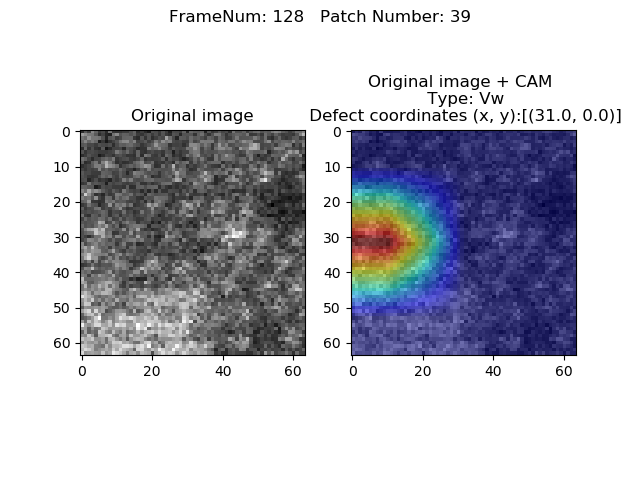 FrameNum: 128   Patch Number: 39
Original image
Original image + CAM
Type: Vw
Defect coordinates (x, y):[(31.0, 0.0)]
0
10
20
30
40
50
60
0 20 40 60
0
10
20
30
40
50
60
0 20 40 60